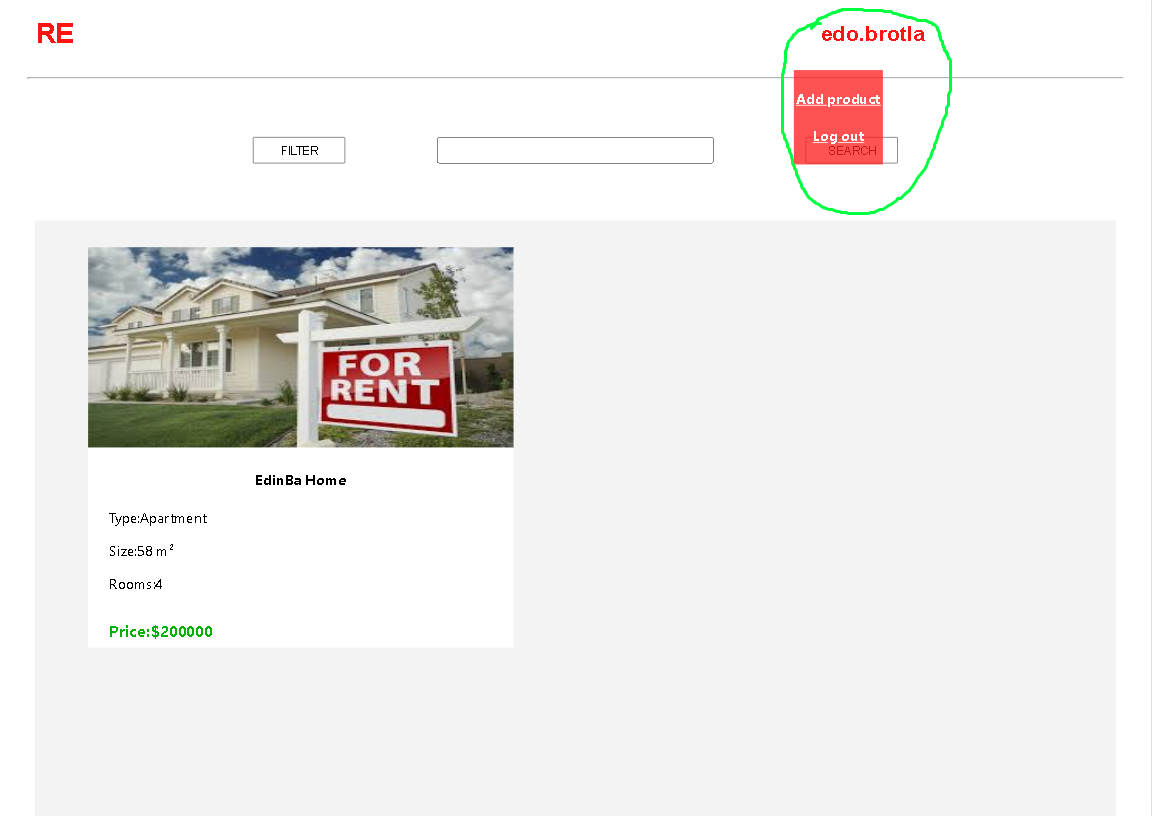 RE
edo.brotla
Add product
Log out
FILTER
SEARCH
FOR
RENT
EdinBa Home
Type:Apartment
Size:58 m²
Rooms:4
Price:$200000